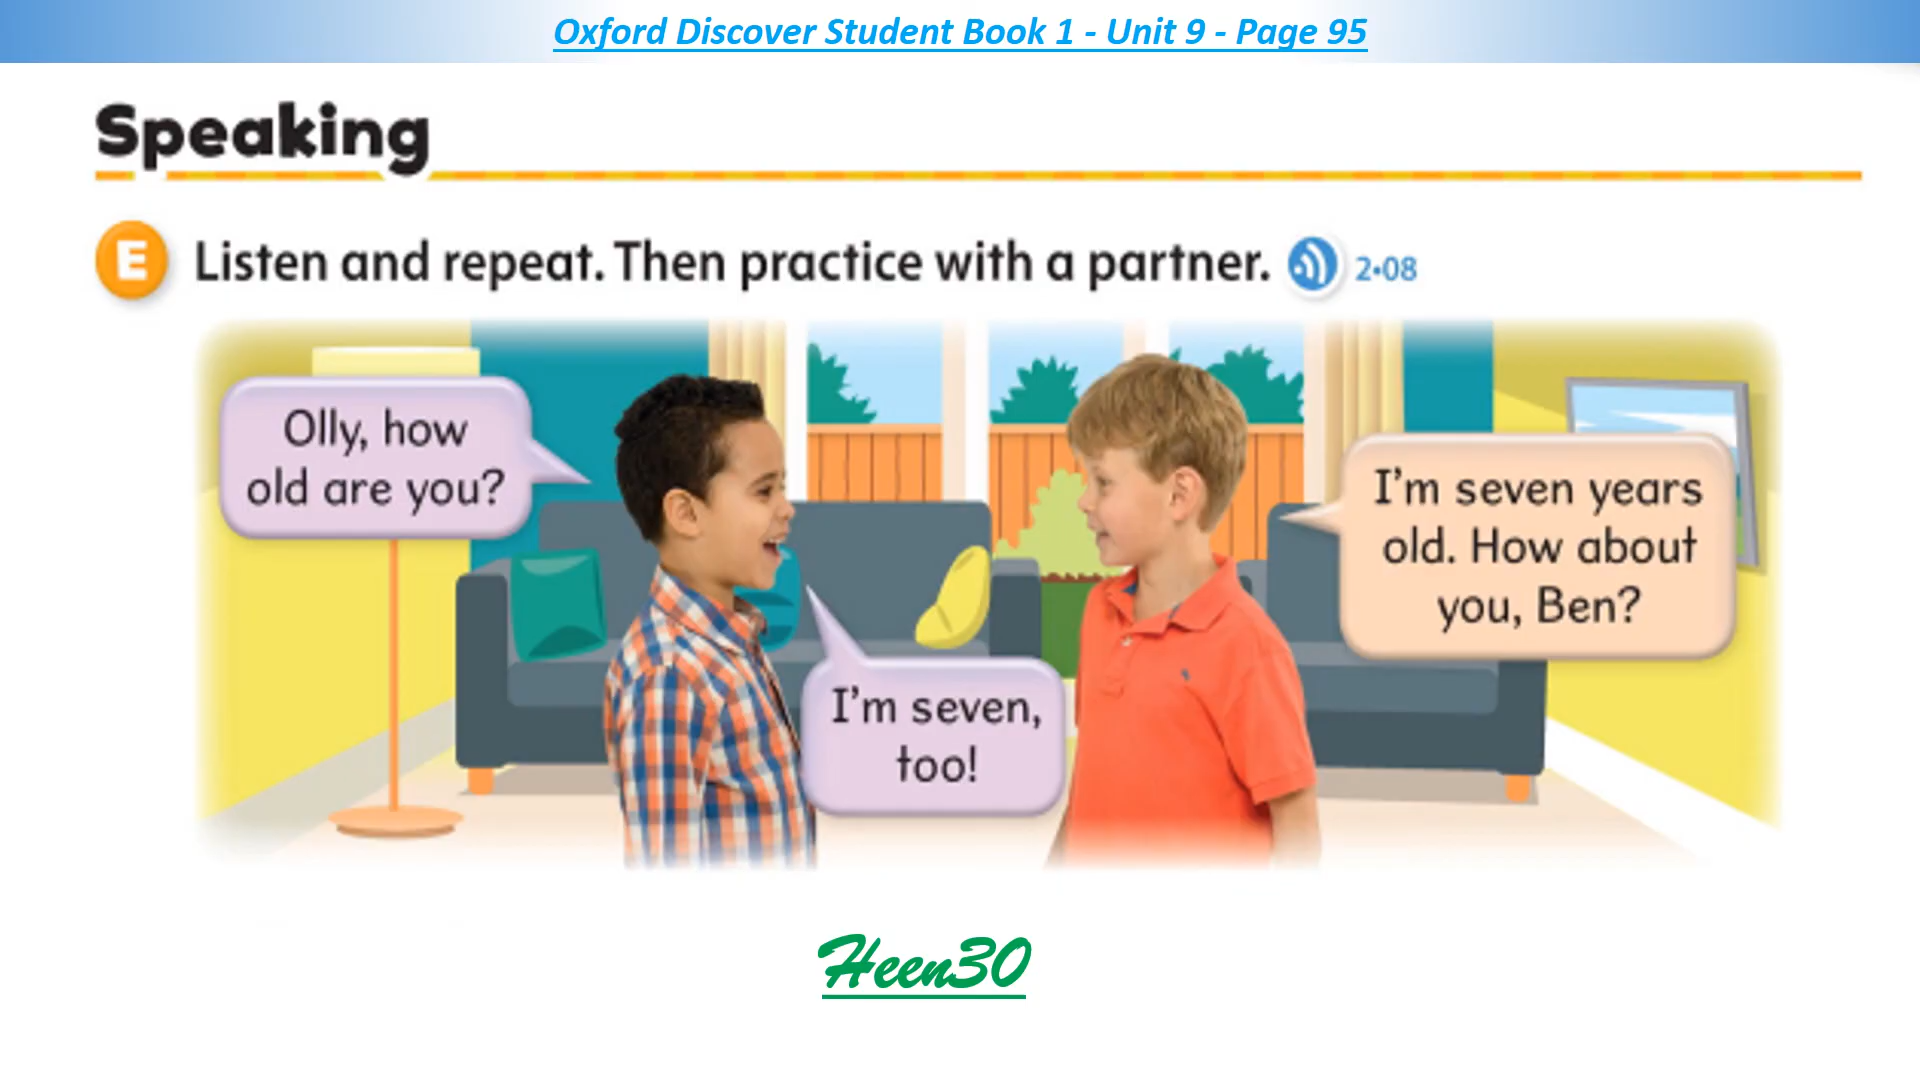 Oxford Discover Student Book 1 - Unit 9 - Page 95
Speaking
E Listen and repeat. Then practice with a partner. 2•08
Olly, how
old are you?
I'm seven years
old. How about
you, Ben?
I'm seven,
too!
Heen30